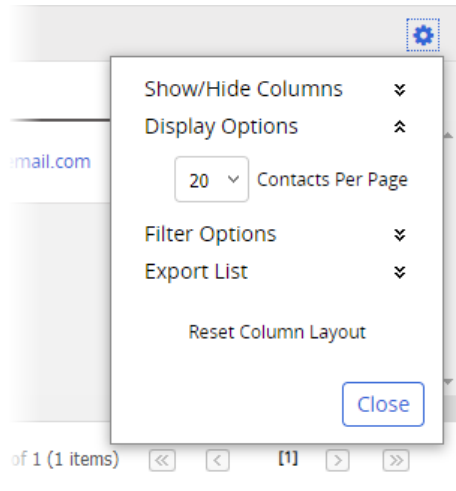 Show/Hide Columns
Display Options
mail.com
20 Contacts Per Page
Filter Options
Export List
Reset Column Layout
Close
of 1 (1 items) [1]